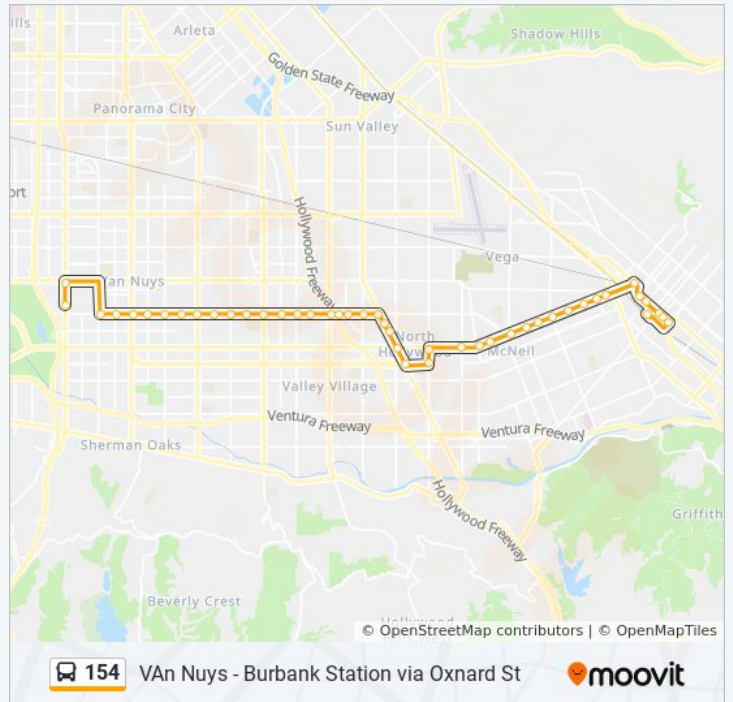 ills
Arleta
Shadow Hills
Golden State Freeway
Panorama City
Sun Valley
ort
Hollywood Freeway
Vega
Van Nuys
North
Hollywood
McNeil
Valley Village
Ventura Freeway
Ventura Freeway
Sherman Oaks
Hollywood Freeway
Griffith
Beverly Crest
Hollywood
© OpenStreetMap contributors | © OpenMapTiles
154 VAn Nuys - Burbank Station via Oxnard St moovit